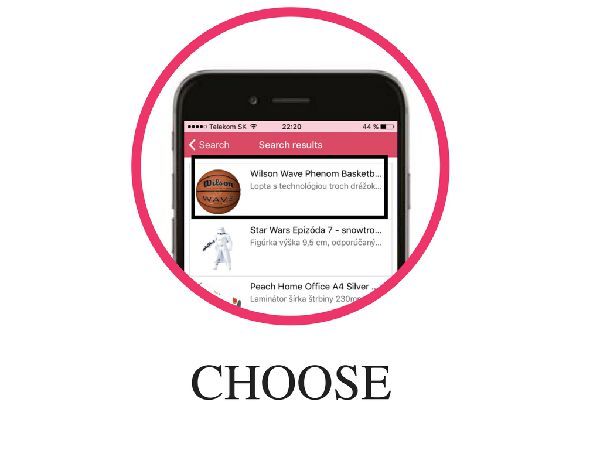 Telekom SK 22:20 44 %
Search Search results
Wilson Wave Phenom Basketb...
Lopta s technológiou troch drážok...
Wilson
WAVE
Star Wars Epizóda 7 - snowtro...
Figúrka výška 9,5 cm, odporúčaný...
Peach Home Office A4 Silver ...
Laminátor šírka štrbiny 230mm
CHOOSE